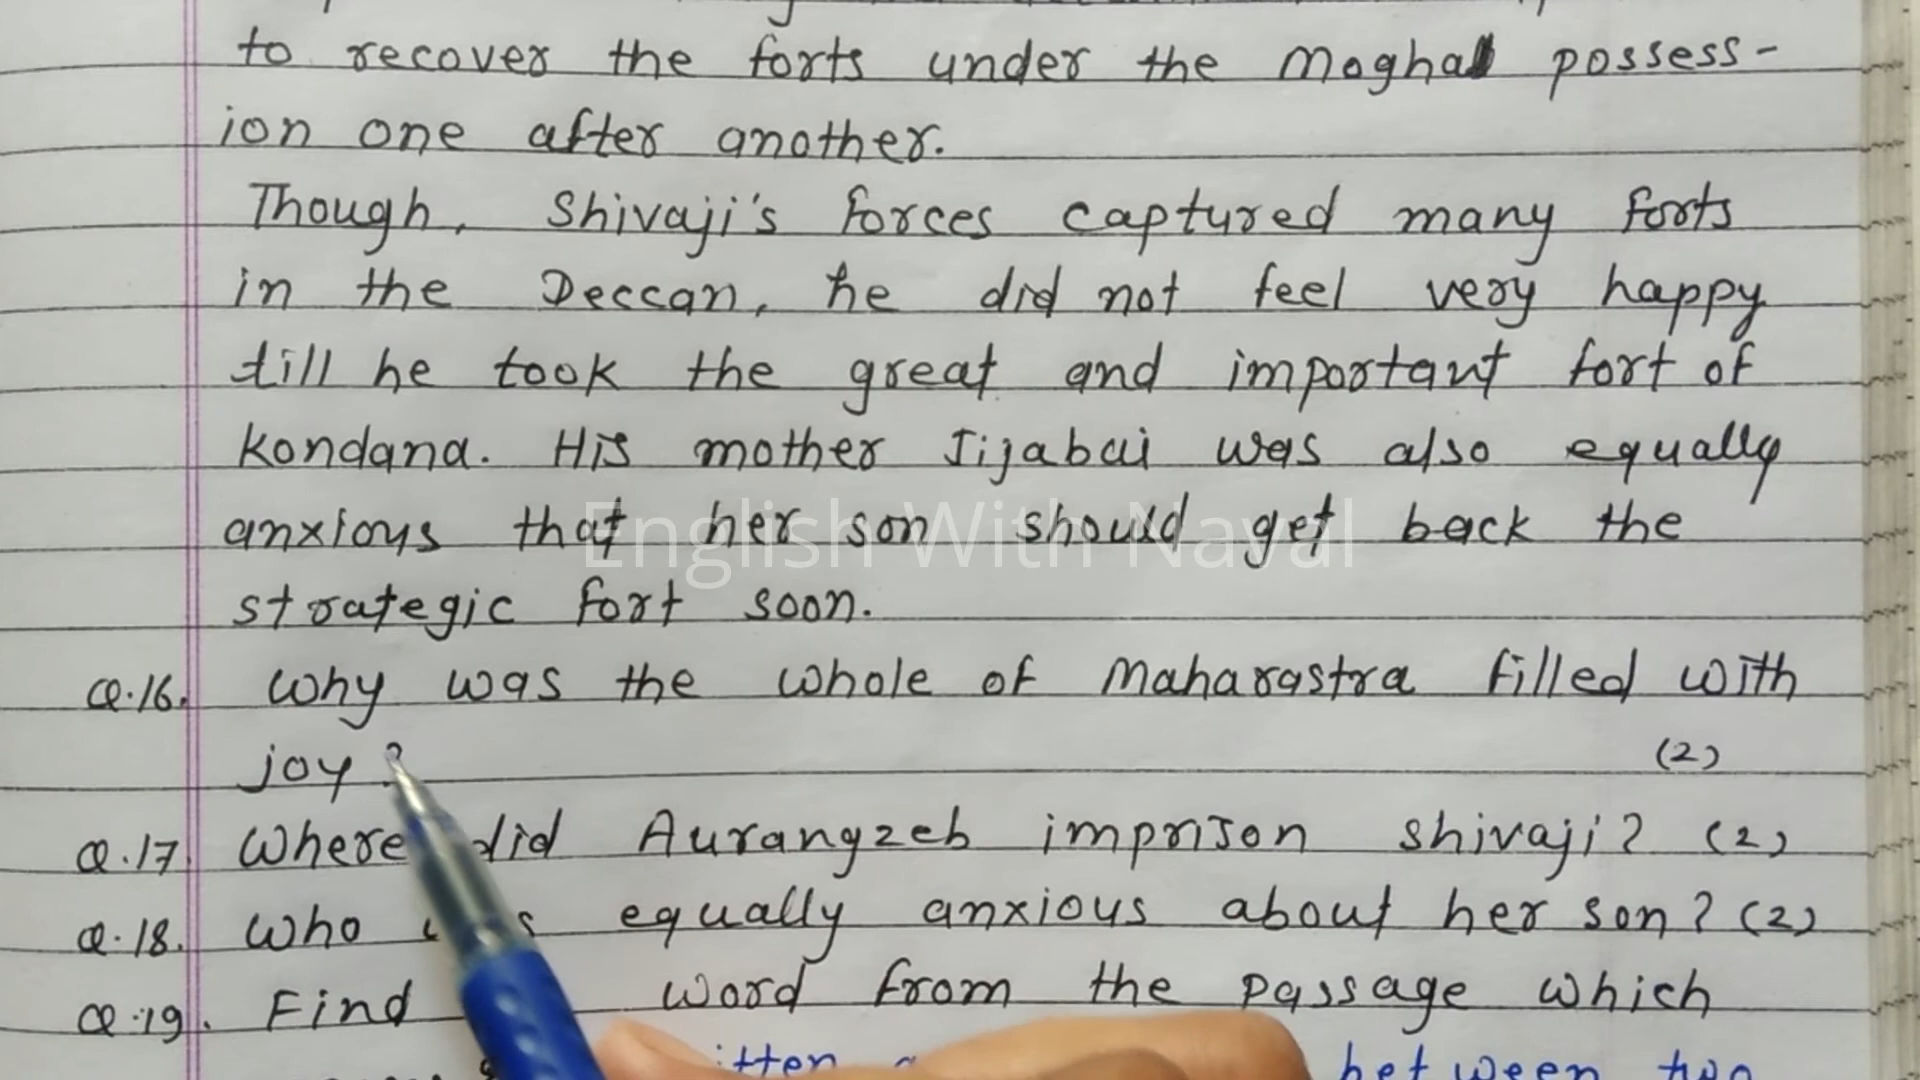 to recover the forts under the Moghal possess-
ion one after another.
Though, Shivaji's forces captured many forts
in the Deccan, he did not feel very happy
till he took the great and important fort of
Kondana. His mother Jijabai was also equally
anxious that her son should get back the
English With Naval
strategic fort soon.
Q.16. Why was the whole of Maharastra filled with
joy? (2)
Q.17. Where did Aurangzeb imprison Shivaji? (2)
Q.18. Who equally anxious about her son? (2)
Q.19. Find word from the passage which
between two